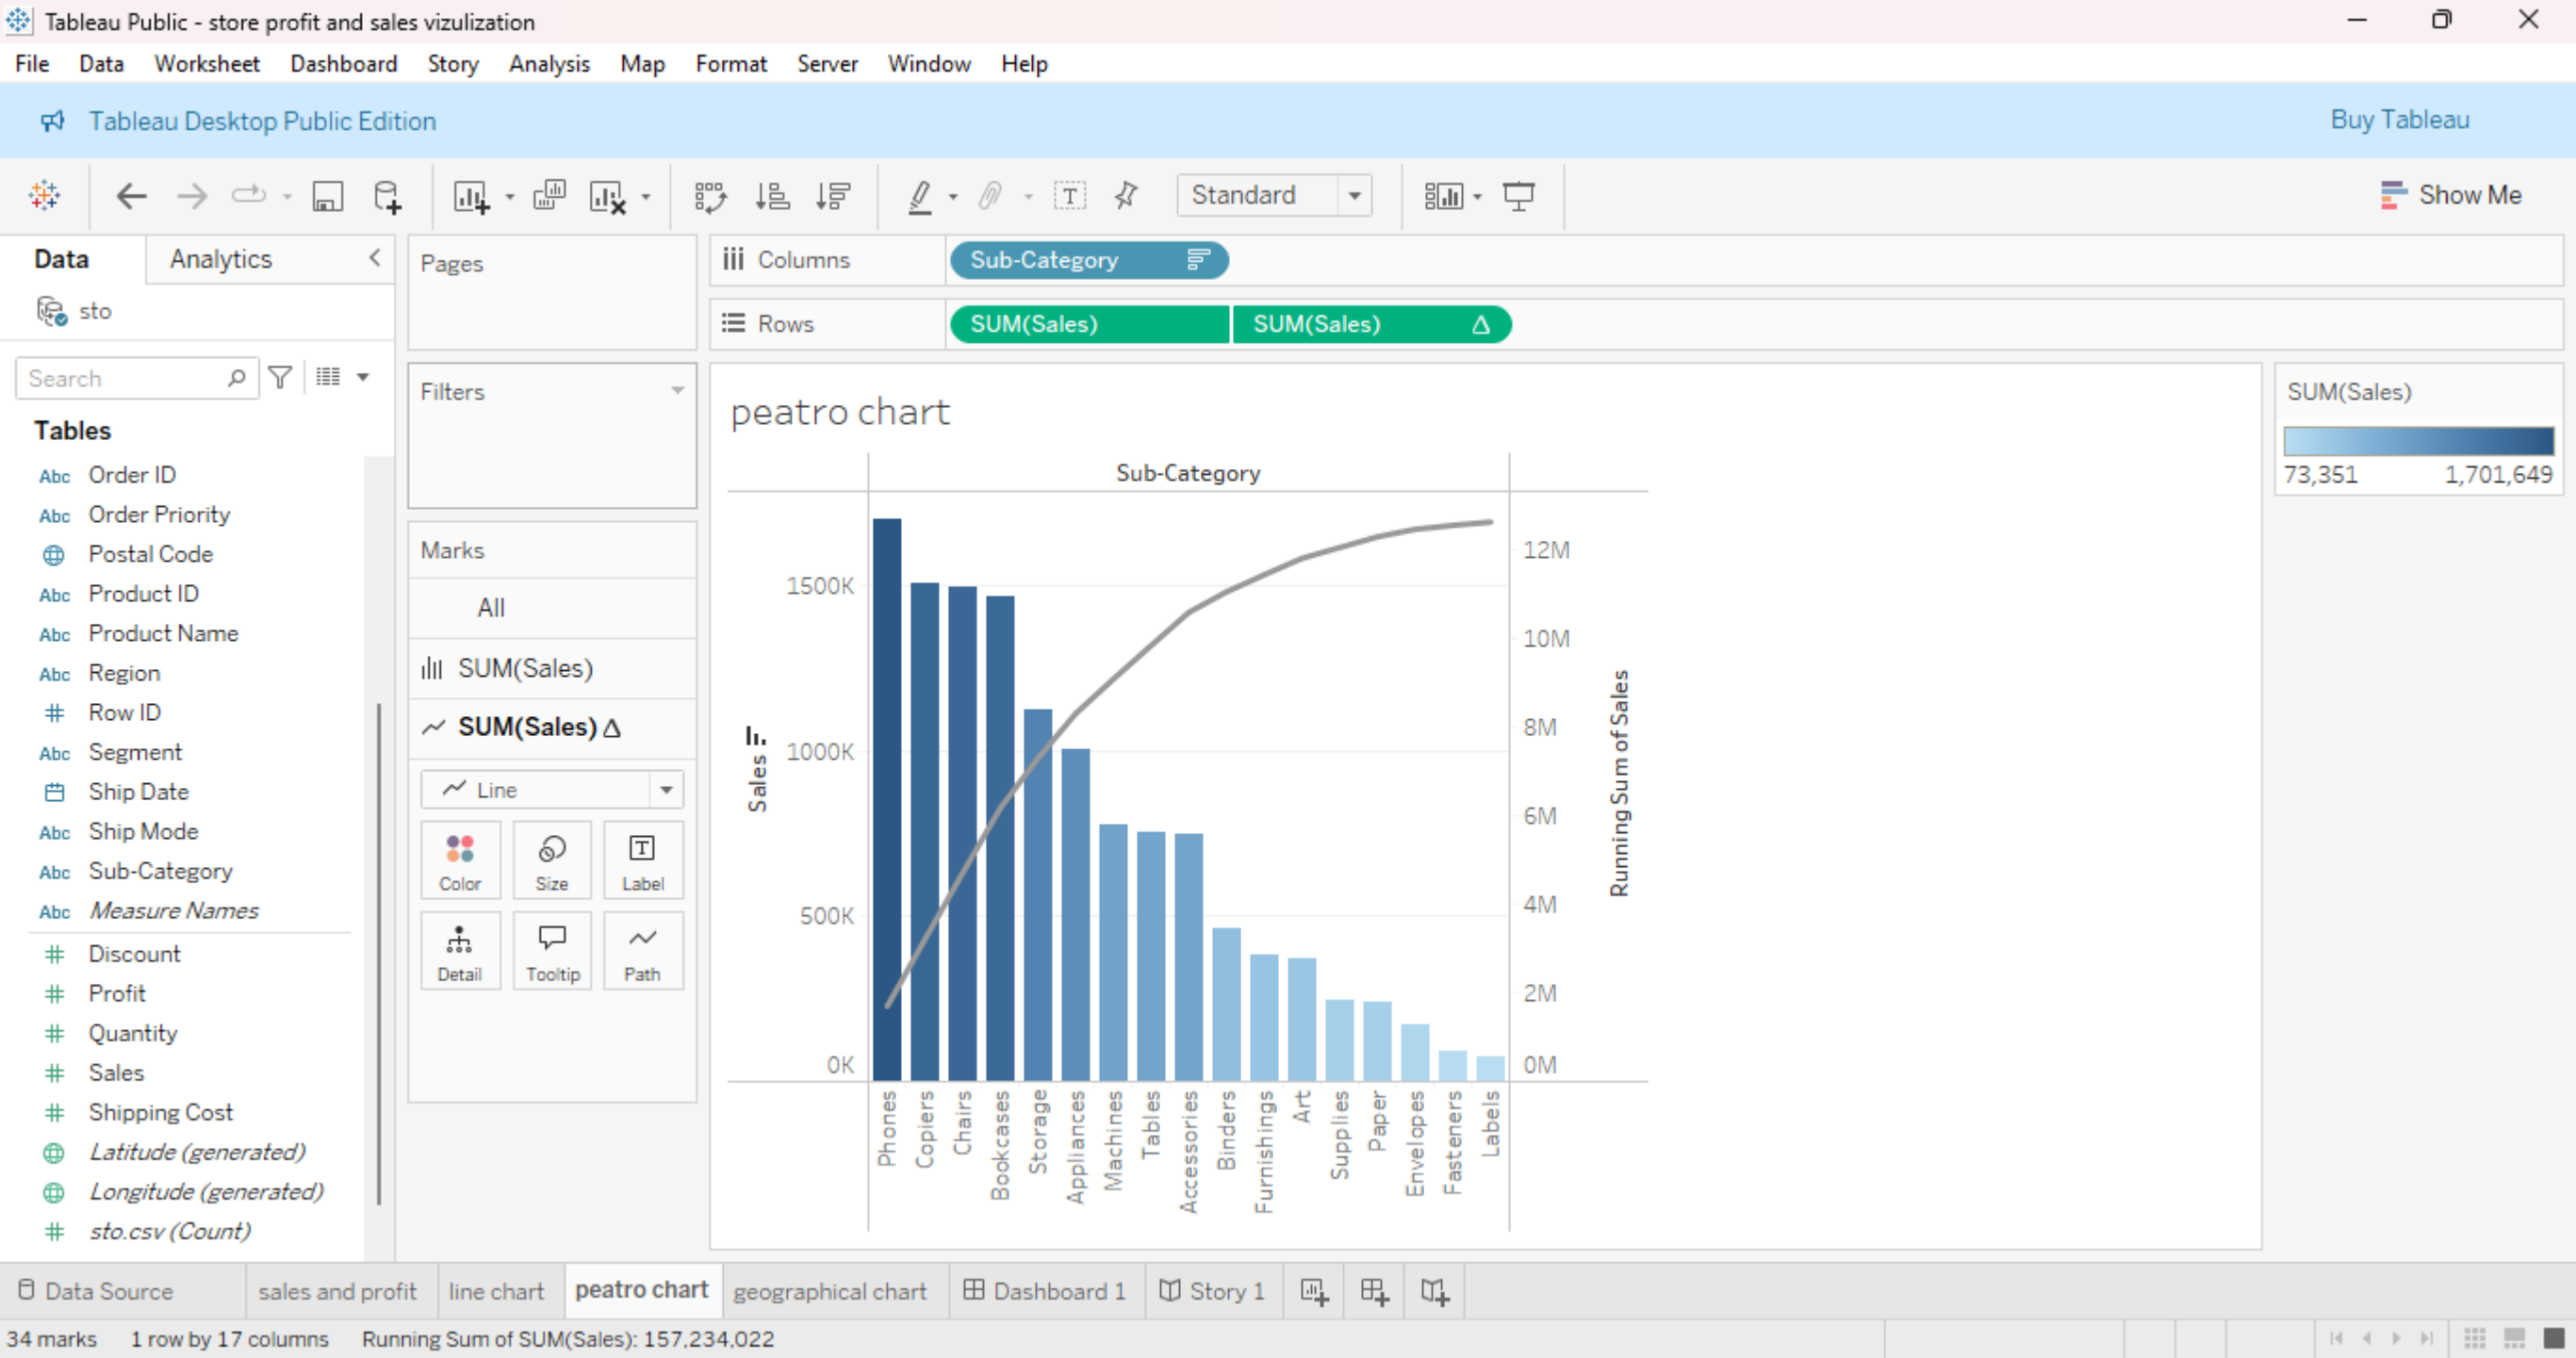 Tableau Public - store profit and sales vizulization
File Data Worksheet Dashboard Story Analysis Map Format Server Window Help
Tableau Desktop Public Edition
Buy Tableau
Standard
Show Me
Data
Analytics
sto
Search
Tables
Abc Order ID
Abc Order Priority
Postal Code
Abc Product ID
Abc Product Name
Abc Region
# Row ID
Abc Segment
Ship Date
Abc Ship Mode
Abc Sub-Category
Abc Measure Names
# Discount
# Profit
# Quantity
# Sales
# Shipping Cost
Latitude (generated)
Longitude (generated)
# sto.csv (Count)
Pages
Filters
Marks
All
SUM(Sales)
SUM(Sales) Δ
Line
Color
Size
T
Label
Detail
Tooltip
Path
Columns
Sub-Category
Rows
SUM(Sales)
SUM(Sales) Δ
peatro chart
Sub-Category
1500K
1000K
500K
0K
Sales
12M
10M
8M
6M
4M
2M
0M
Running Sum of Sales
Phones
Copiers
Chairs
Bookcases
Storage
Appliances
Machines
Tables
Accessories
Binders
Furnishings
Art
Supplies
Paper
Envelopes
Fasteners
Labels
SUM(Sales)
73,351 1,701,649
Data Source
sales and profit
line chart
peatro chart
geographical chart
Dashboard 1
Story 1
34 marks 1 row by 17 columns Running Sum of SUM(Sales): 157,234,022